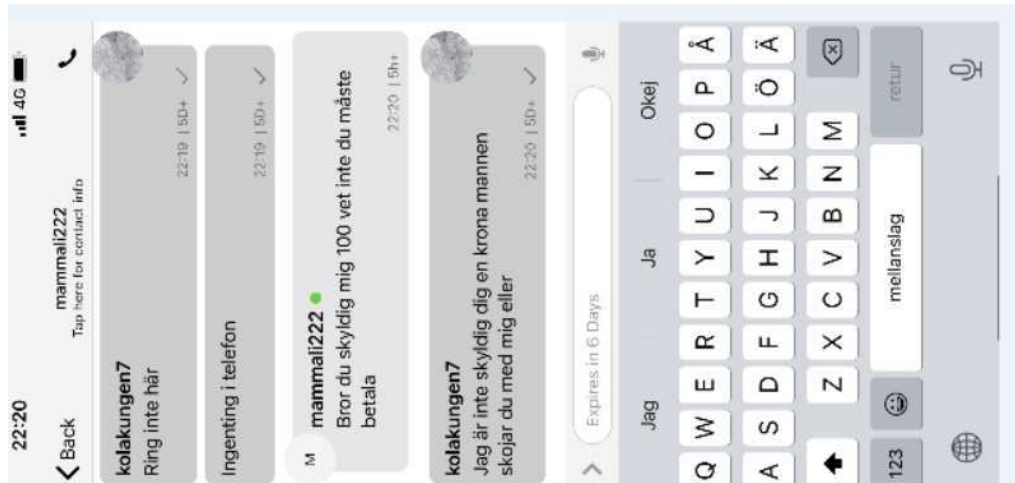 22:20
4G
Back
mammali222
Tap here for contact info
kolakungen7
Ring inte här
22:19 | 5D+
Ingenting i telefon
22:19 | 5D+
M
mammali222
Bror du skyldig mig 100 vet inte du måste
betala
22:20 | 5h+
kolakungen7
Jag är inte skyldig dig en krona mannen
skojar du med mig eller
22:20 | 5D+
Expires in 6 Days
Jag Ja Okej
Q W E R T Y U I O P Å
A S D F G H J K L Ö Ä
Z X C V B N M
123 mellanslag retur